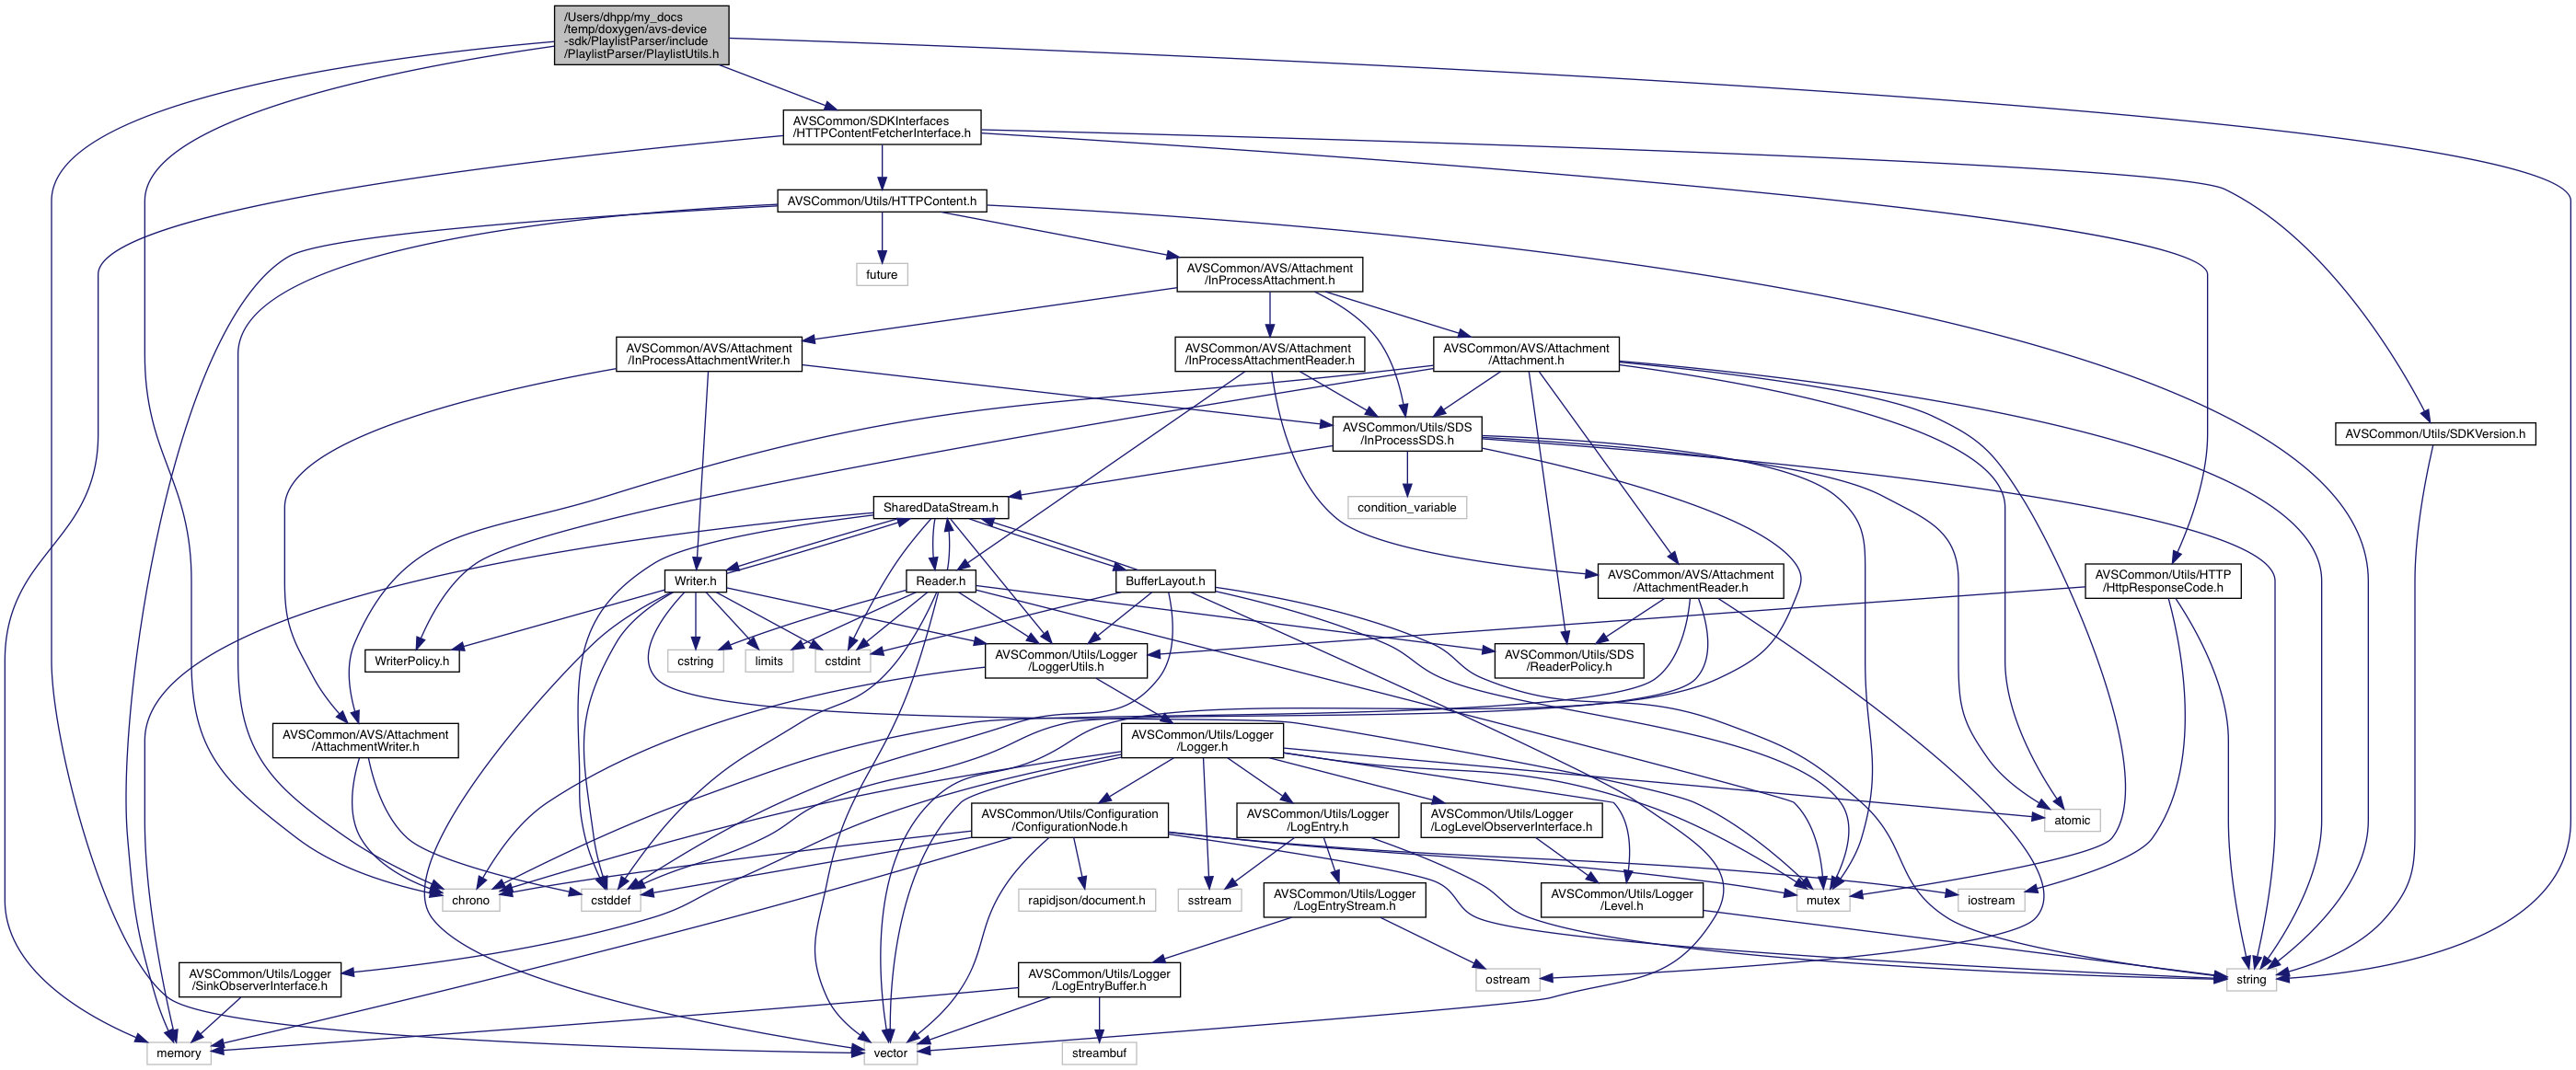 /Users/dhpp/my_docs
/temp/doxygen/avs-device
-sdk/PlaylistParser/include
/PlaylistParser/PlaylistUtils.h
AVSCommon/SDKInterfaces
/HTTPContentFetcherInterface.h
AVSCommon/Utils/HTTPContent.h
future
AVSCommon/AVS/Attachment
/InProcessAttachment.h
AVSCommon/AVS/Attachment
/InProcessAttachmentWriter.h
AVSCommon/AVS/Attachment
/InProcessAttachmentReader.h
AVSCommon/AVS/Attachment
/Attachment.h
AVSCommon/Utils/SDS
/InProcessSDS.h
AVSCommon/Utils/SDKVersion.h
SharedDataStream.h
condition_variable
Writer.h
Reader.h
BufferLayout.h
AVSCommon/AVS/Attachment
/AttachmentReader.h
AVSCommon/Utils/HTTP
/HttpResponseCode.h
WriterPolicy.h
cstring
limits
cstdint
AVSCommon/Utils/Logger
/LoggerUtils.h
AVSCommon/Utils/SDS
/ReaderPolicy.h
AVSCommon/AVS/Attachment
/AttachmentWriter.h
AVSCommon/Utils/Logger
/Logger.h
AVSCommon/Utils/Configuration
/ConfigurationNode.h
AVSCommon/Utils/Logger
/LogEntry.h
AVSCommon/Utils/Logger
/LogLevelObserverInterface.h
atomic
chrono
cstddef
rapidjson/document.h
sstream
AVSCommon/Utils/Logger
/LogEntryStream.h
AVSCommon/Utils/Logger
/Level.h
mutex
iostream
AVSCommon/Utils/Logger
/SinkObserverInterface.h
AVSCommon/Utils/Logger
/LogEntryBuffer.h
ostream
string
memory
vector
streambuf